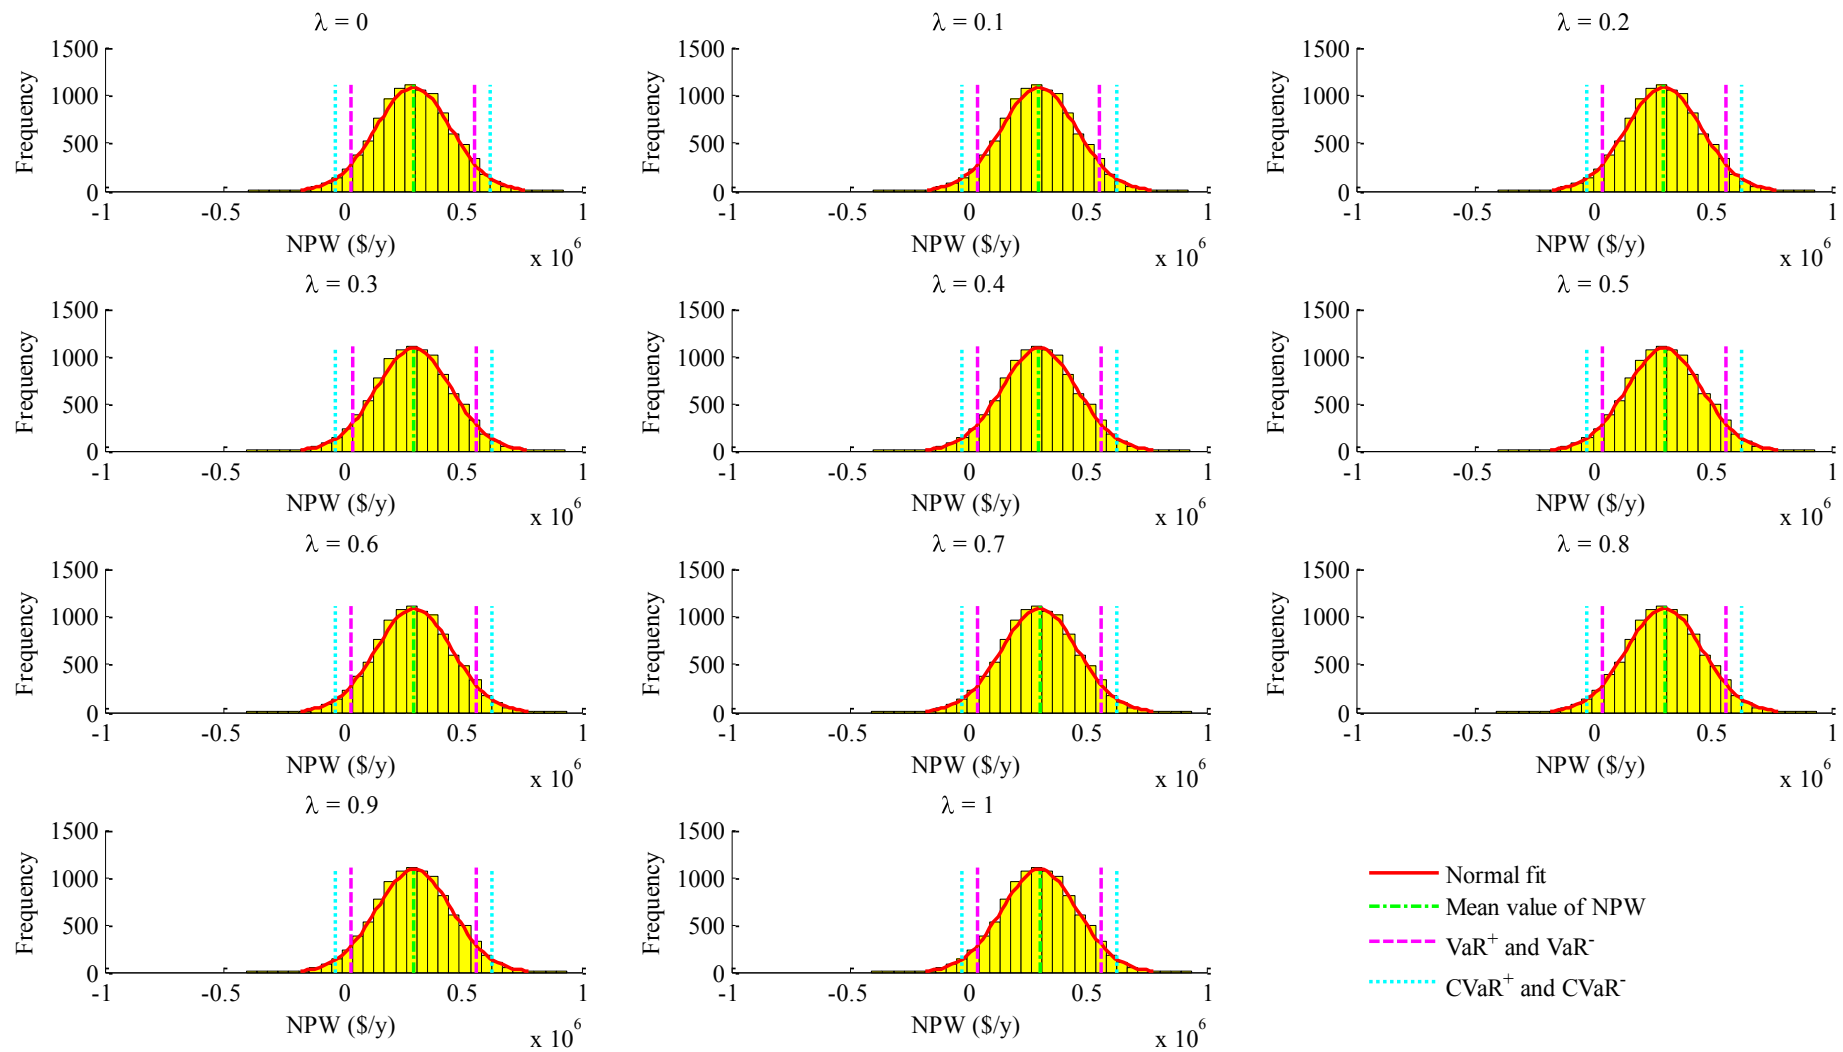 λ = 0
1500
1000
500
0
Frequency
-1 -0.5 0 0.5 1
NPW ($/y)
x 10^6
λ = 0.1
1500
1000
500
0
Frequency
-1 -0.5 0 0.5 1
NPW ($/y)
x 10^6
λ = 0.2
1500
1000
500
0
Frequency
-1 -0.5 0 0.5 1
NPW ($/y)
x 10^6
λ = 0.3
1500
1000
500
0
Frequency
-1 -0.5 0 0.5 1
NPW ($/y)
x 10^6
λ = 0.4
1500
1000
500
0
Frequency
-1 -0.5 0 0.5 1
NPW ($/y)
x 10^6
λ = 0.5
1500
1000
500
0
Frequency
-1 -0.5 0 0.5 1
NPW ($/y)
x 10^6
λ = 0.6
1500
1000
500
0
Frequency
-1 -0.5 0 0.5 1
NPW ($/y)
x 10^6
λ = 0.7
1500
1000
500
0
Frequency
-1 -0.5 0 0.5 1
NPW ($/y)
x 10^6
λ = 0.8
1500
1000
500
0
Frequency
-1 -0.5 0 0.5 1
NPW ($/y)
x 10^6
λ = 0.9
1500
1000
500
0
Frequency
-1 -0.5 0 0.5 1
NPW ($/y)
x 10^6
λ = 1
1500
1000
500
0
Frequency
-1 -0.5 0 0.5 1
NPW ($/y)
x 10^6
Normal fit
Mean value of NPW
VaR^+ and VaR^-
CVaR^+ and CVaR^-